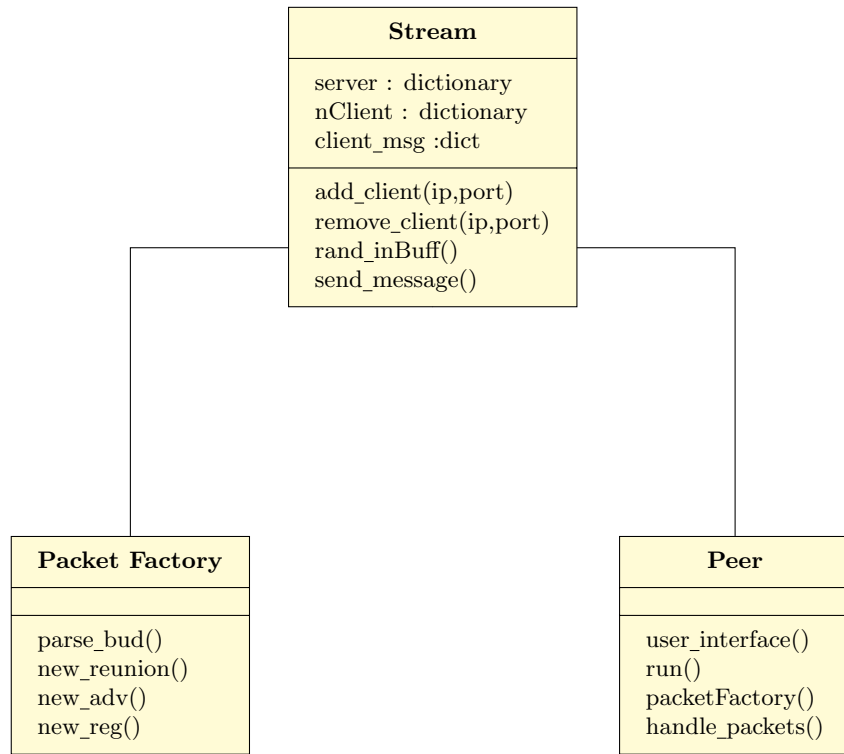 Stream
server : dictionary
nClient : dictionary
client_msg :dict
add_client(ip,port)
remove_client(ip,port)
rand_inBuff()
send_message()
Packet Factory
parse_bud()
new_reunion()
new_adv()
new_reg()
Peer
user_interface()
run()
packetFactory()
handle_packets()